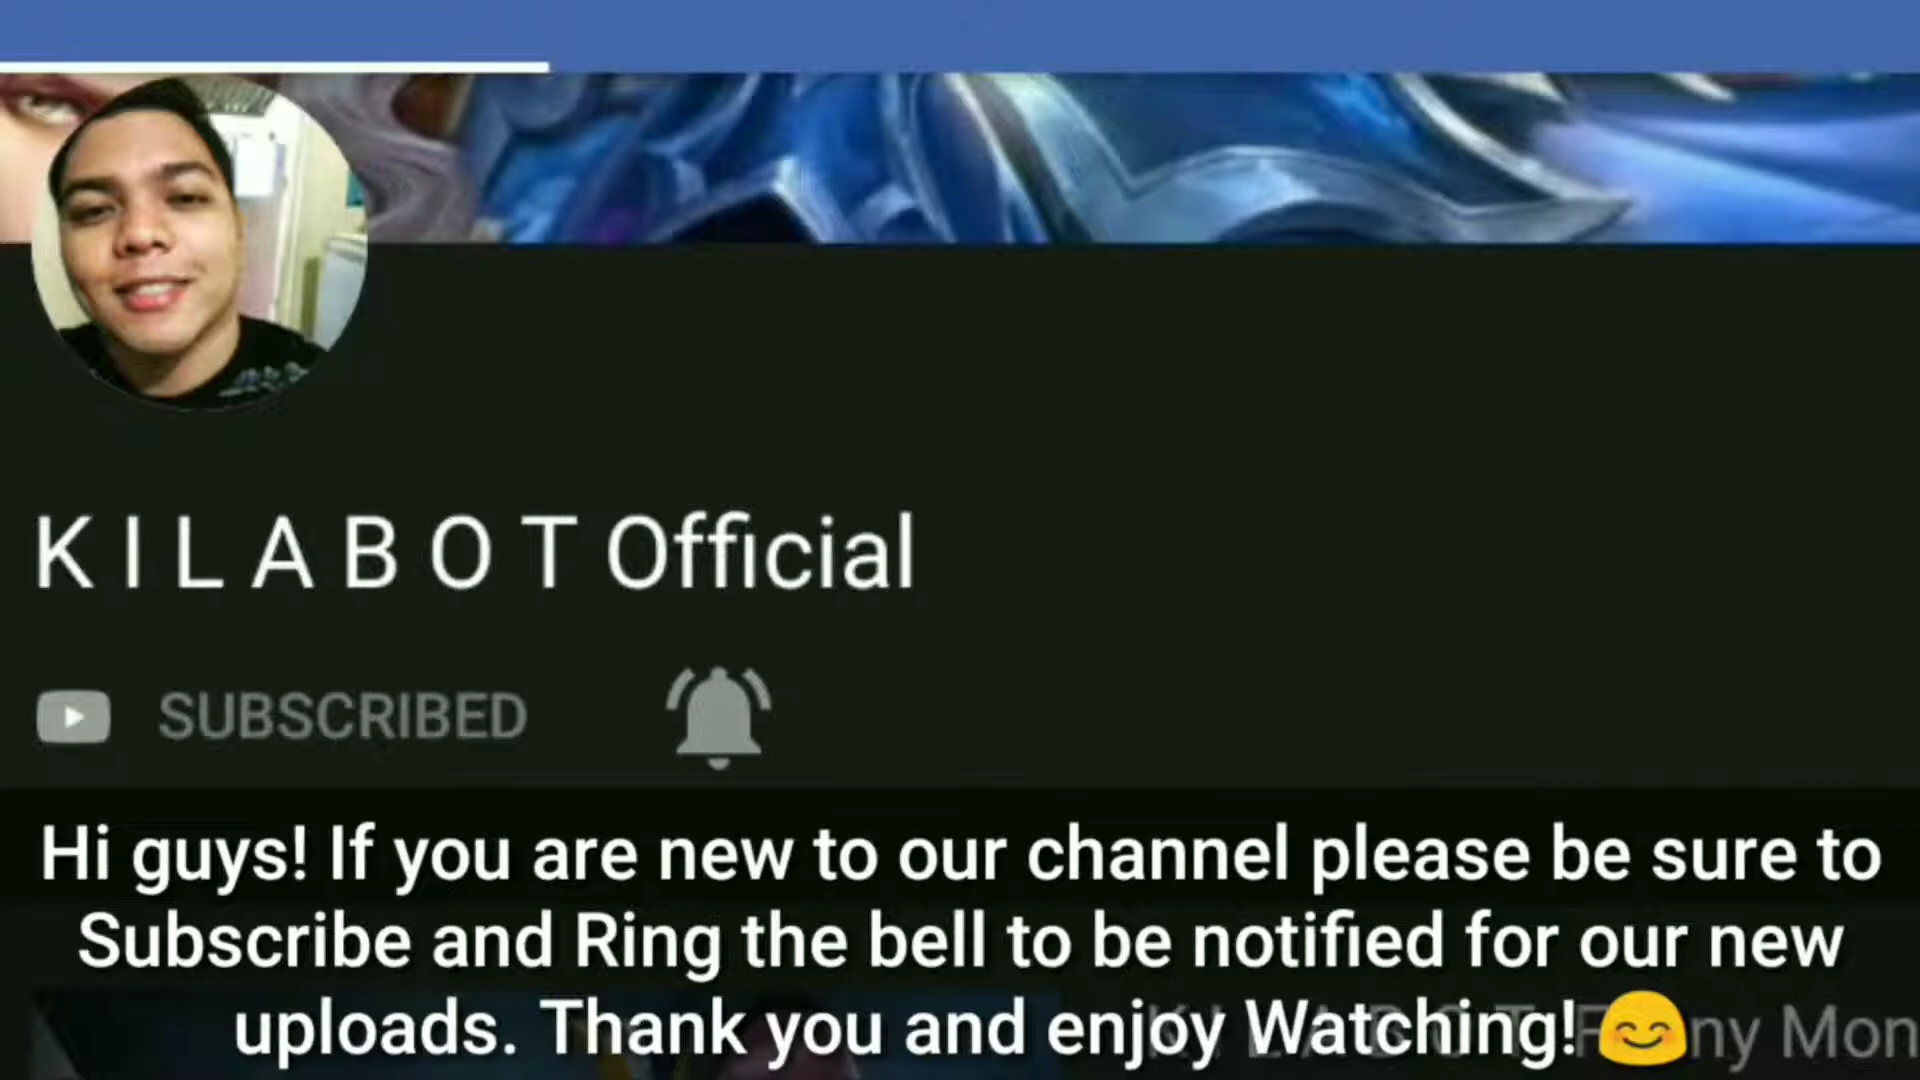 K I L A B O T Official
SUBSCRIBED
Hi guys! If you are new to our channel please be sure to
Subscribe and Ring the bell to be notified for our new
uploads. Thank you and enjoy Watching! 😊